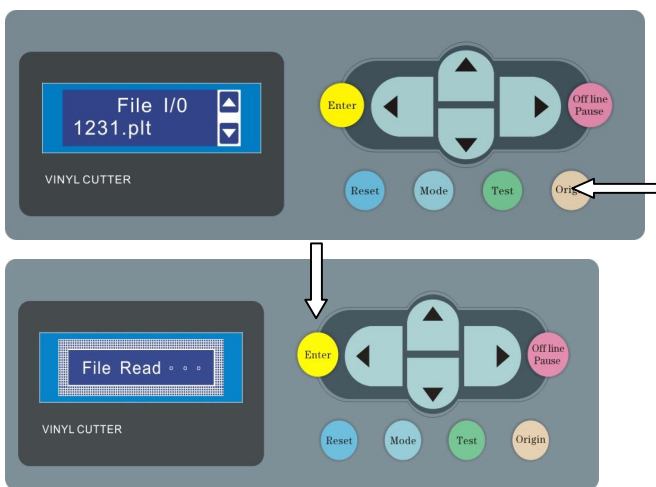 File I/0
1231.plt
VINYL CUTTER
Enter
Off line
Pause
Reset
Mode
Test
File Read
VINYL CUTTER
Enter
Off line
Pause
Reset
Mode
Test
Origin